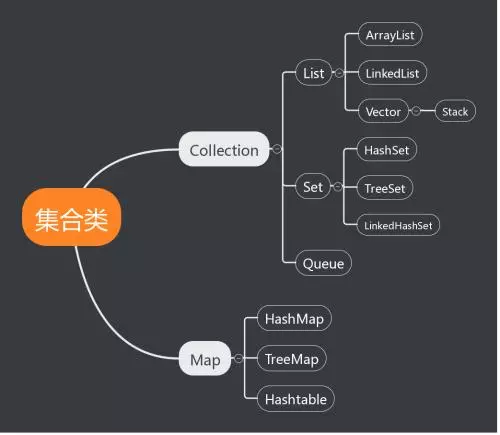 集合类
Collection
List
ArrayList
LinkedList
Vector
Stack
Set
HashSet
TreeSet
LinkedHashSet
Queue
Map
HashMap
TreeMap
Hashtable